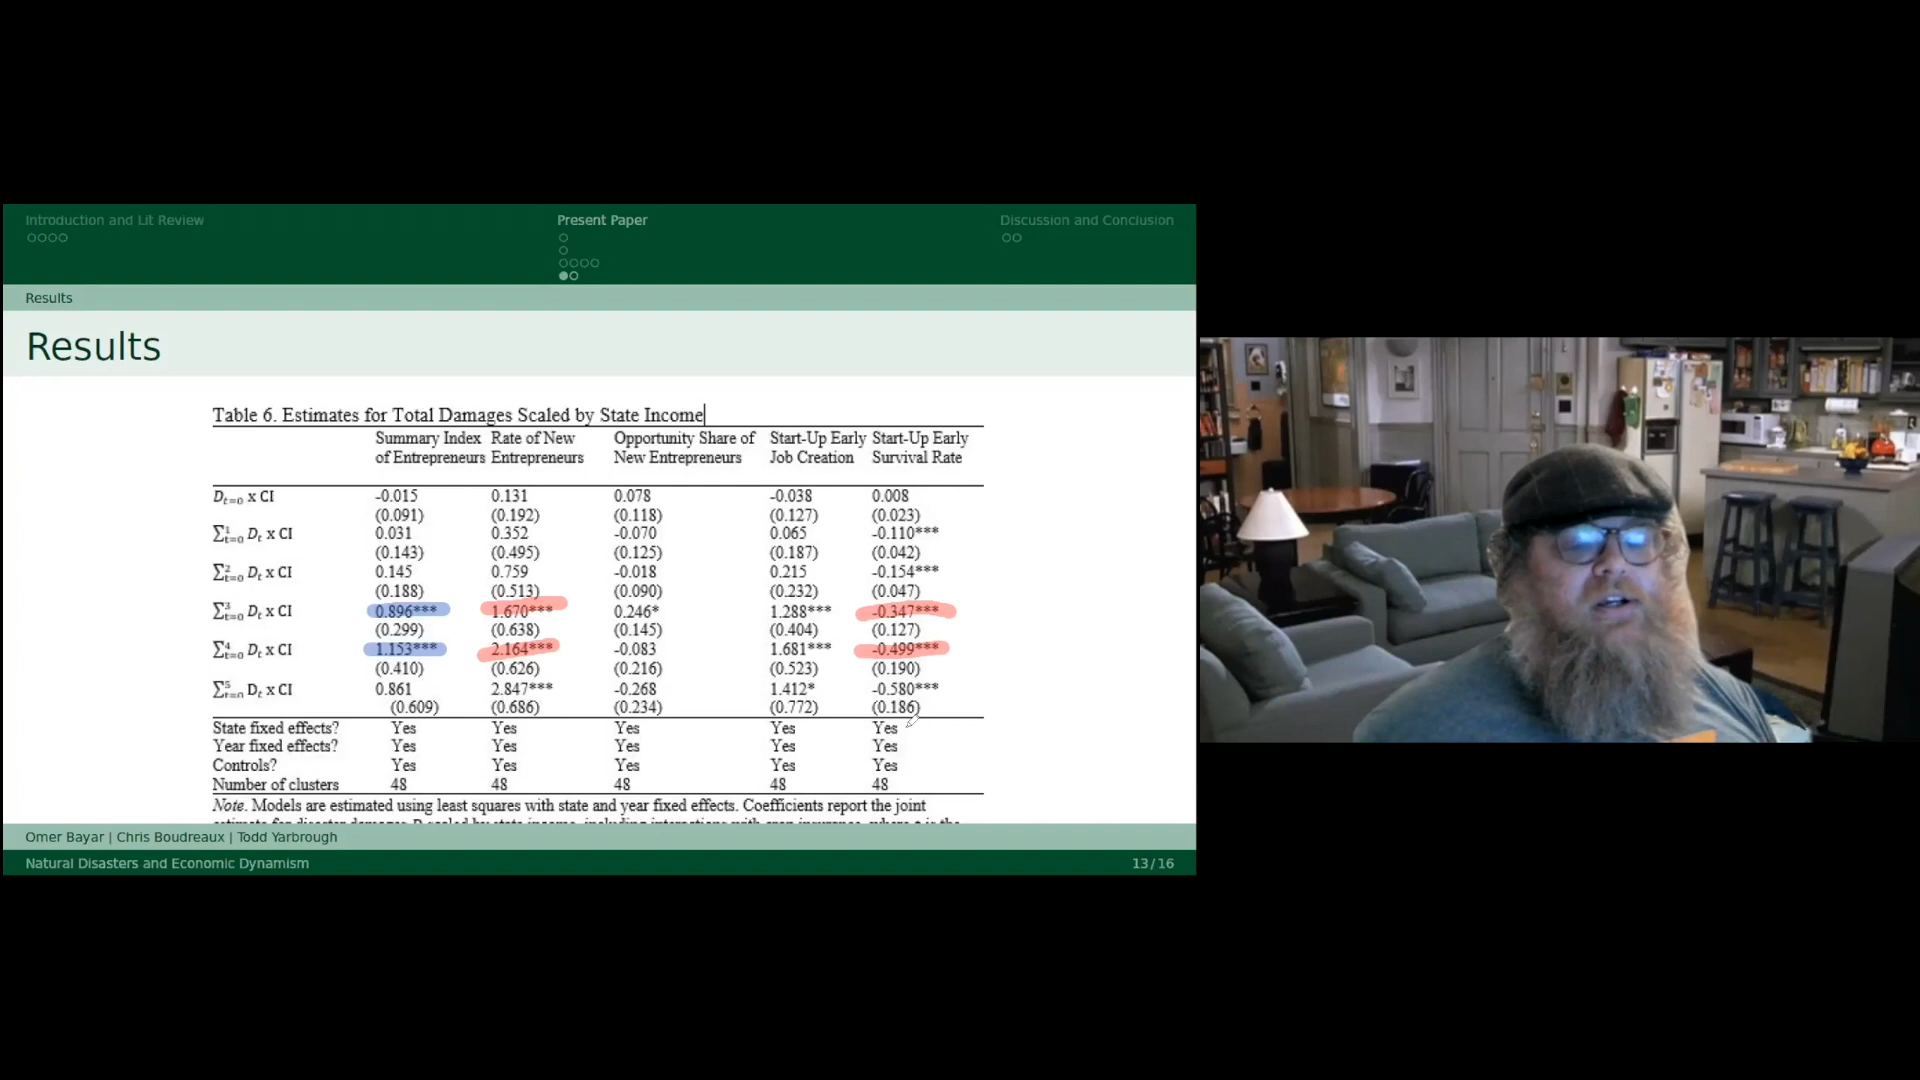 Introduction and Lit Review Present Paper Discussion and Conclusion
Results
Results
Table 6. Estimates for Total Damages Scaled by State Income
Summary Index Rate of New Opportunity Share of Start-Up Early Start-Up Early
of Entrepreneurs Entrepreneurs New Entrepreneurs Job Creation Survival Rate
D_{t=0} x CI -0.015 0.131 0.078 -0.038 0.008
(0.091) (0.192) (0.118) (0.127) (0.023)
∑_{t=0}^{1} D_t x CI 0.031 0.352 -0.070 0.065 -0.110***
(0.143) (0.495) (0.125) (0.187) (0.042)
∑_{t=0}^{2} D_t x CI 0.145 0.759 -0.018 0.215 -0.154***
(0.188) (0.513) (0.090) (0.232) (0.047)
∑_{t=0}^{3} D_t x CI 0.896*** 1.670*** 0.246* 1.288*** -0.347***
(0.299) (0.638) (0.145) (0.404) (0.127)
∑_{t=0}^{4} D_t x CI 1.153*** 2.164*** -0.083 1.681*** -0.499***
(0.410) (0.626) (0.216) (0.523) (0.190)
∑_{t=0}^{5} D_t x CI 0.861 2.847*** -0.268 1.412* -0.580***
(0.609) (0.686) (0.234) (0.772) (0.186)
State fixed effects? Yes Yes Yes Yes Yes
Year fixed effects? Yes Yes Yes Yes Yes
Controls? Yes Yes Yes Yes Yes
Number of clusters 48 48 48 48 48
Note. Models are estimated using least squares with state and year fixed effects. Coefficients report the joint
Omer Bayar | Chris Boudreaux | Todd Yarbrough
Natural Disasters and Economic Dynamism 13/16